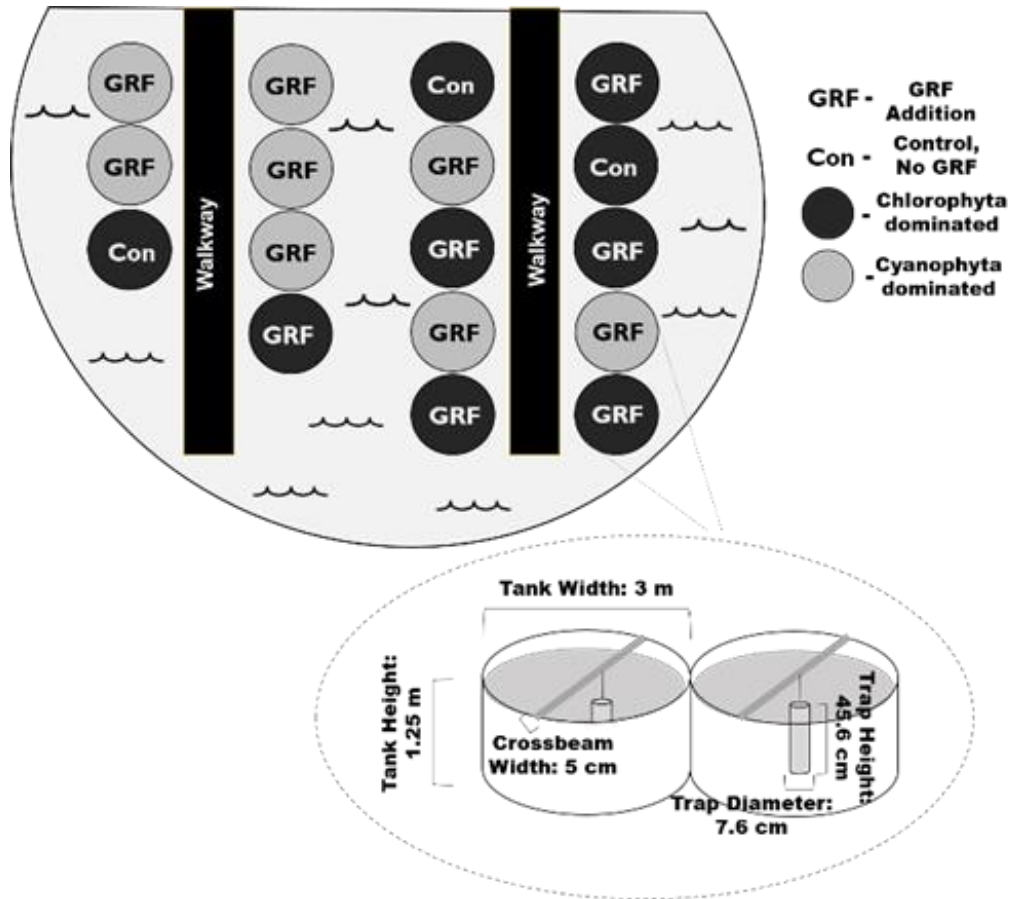 GRF
GRF
Con
Walkway
GRF
GRF
GRF
GRF
Con
GRF
GRF
GRF
GRF
Walkway
GRF
Con
GRF
GRF
GRF
GRF - GRF
Addition
Con - Control,
No GRF
- Chlorophyta
dominated
- Cyanophyta
dominated
Tank Width: 3 m
Tank Height:
1.25 m
Crossbeam
Width: 5 cm
Trap Height:
45.6 cm
Trap Diameter:
7.6 cm